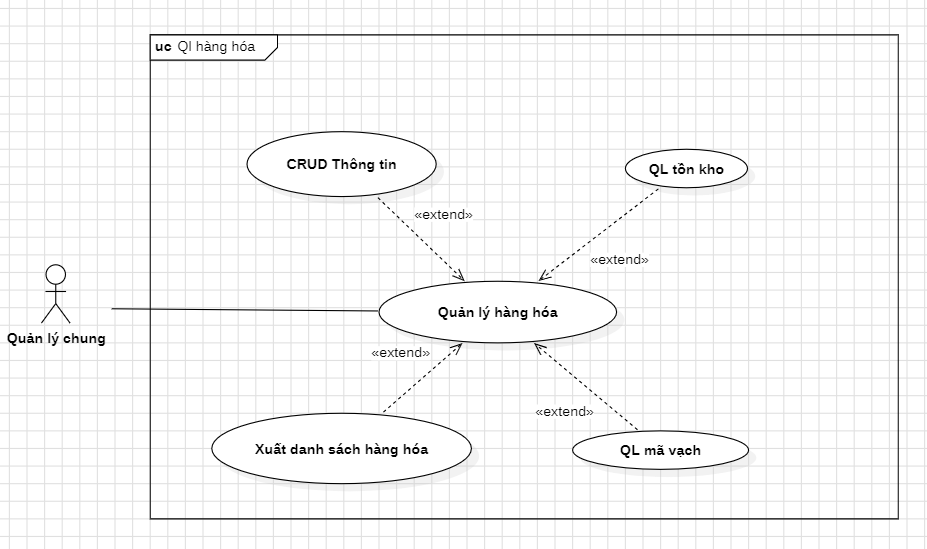 uc Ql hàng hóa
CRUD Thông tin
QL tồn kho
«extend»
«extend»
Quản lý hàng hóa
Quản lý chung
«extend»
«extend»
Xuất danh sách hàng hóa
QL mã vạch